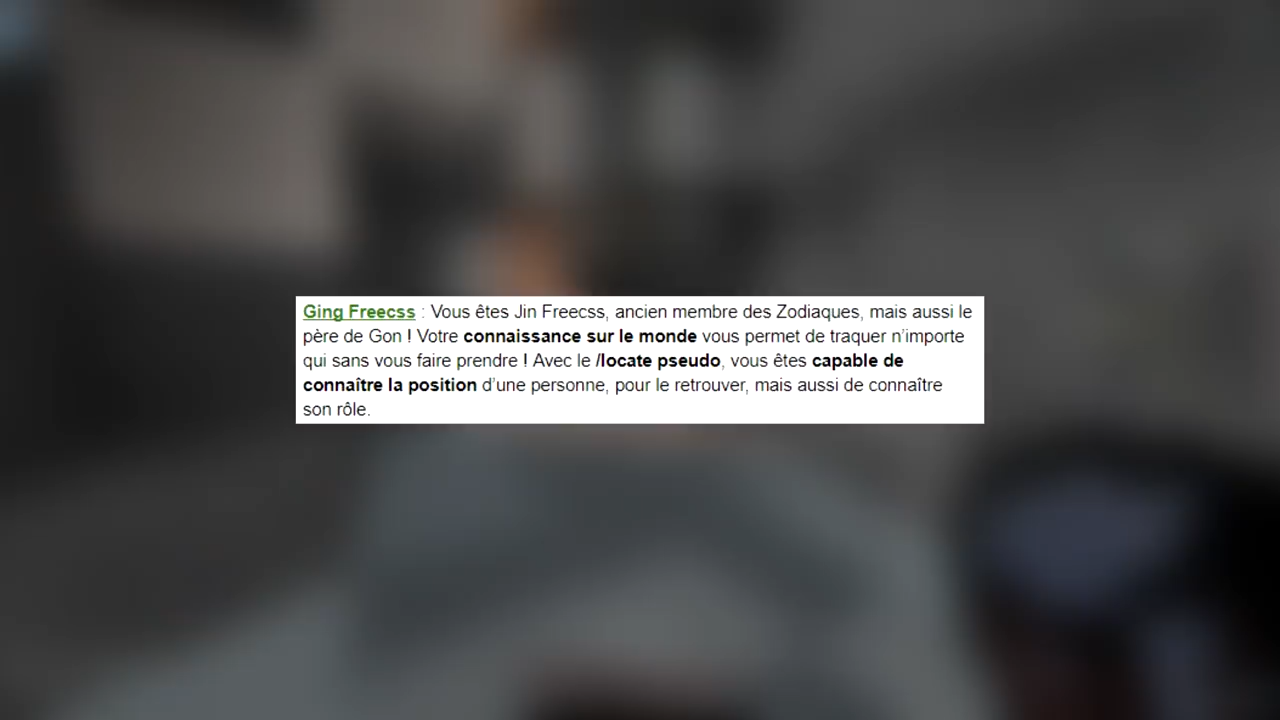 Ging Freecss : Vous êtes Jin Freecss, ancien membre des Zodiaques, mais aussi le
père de Gon ! Votre connaissance sur le monde vous permet de traquer n’importe
qui sans vous faire prendre ! Avec le /locate pseudo, vous êtes capable de
connaître la position d’une personne, pour le retrouver, mais aussi de connaître
son rôle.